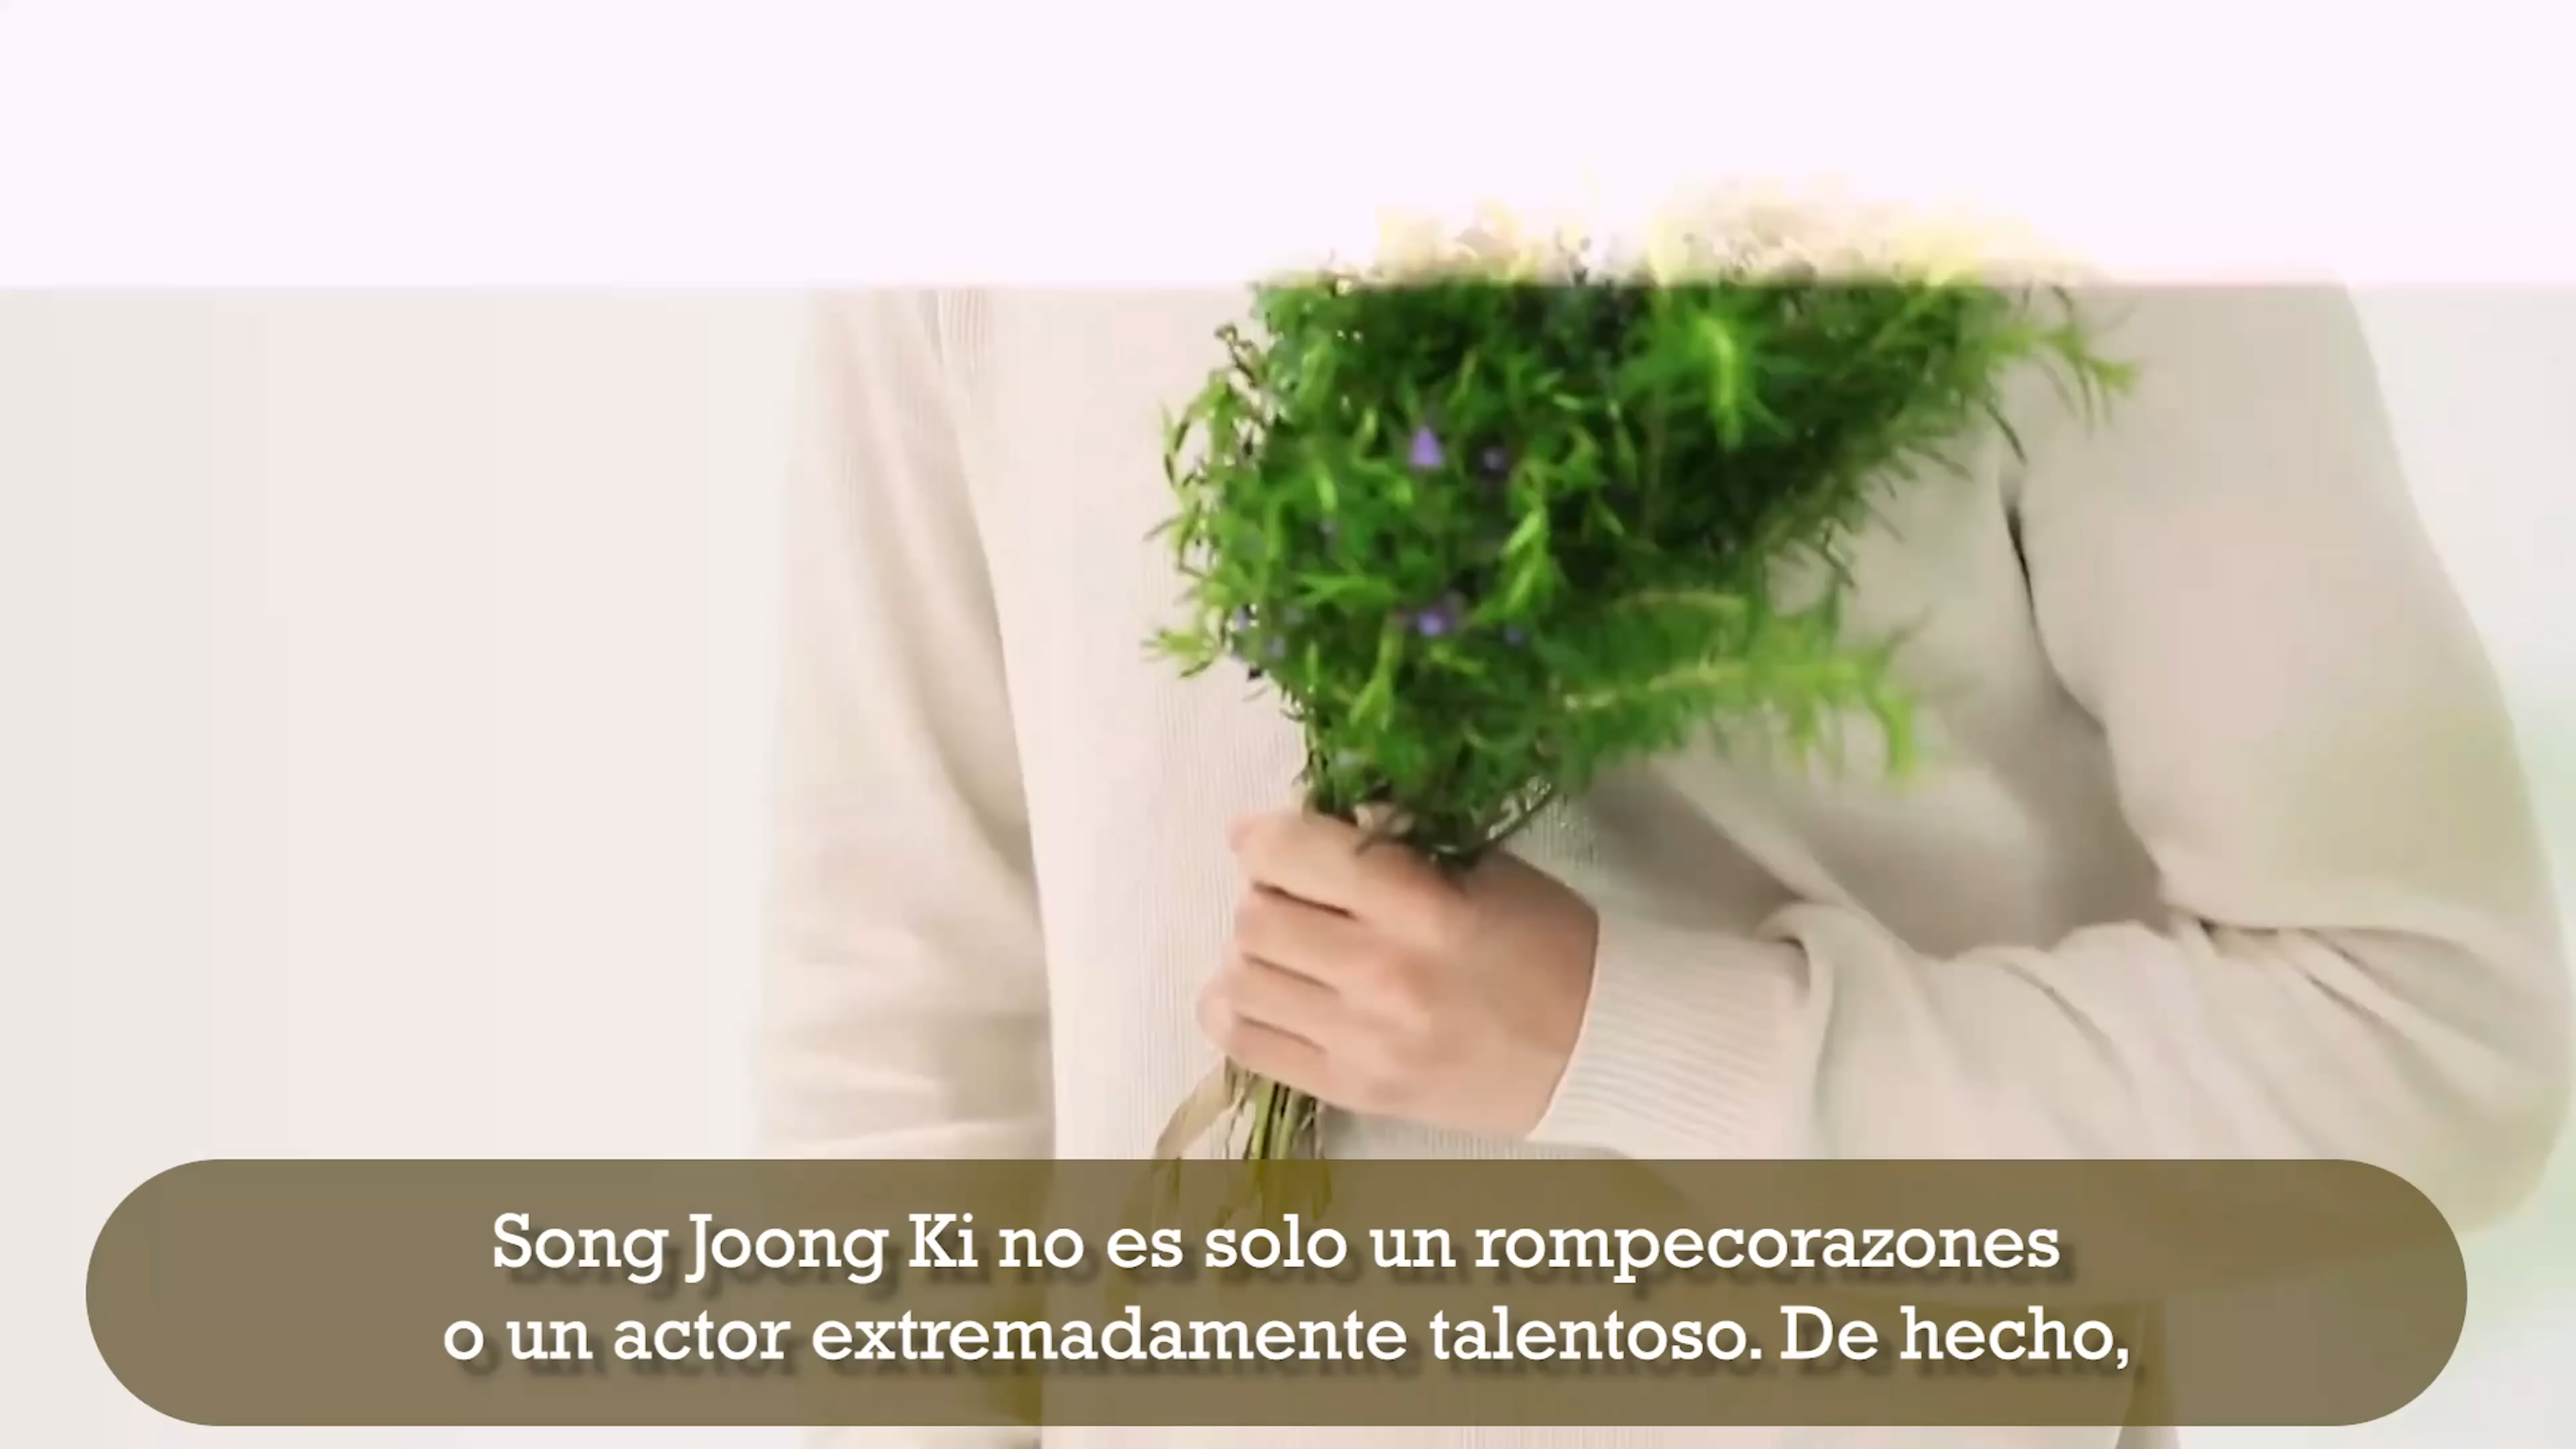 Song Joong Ki no es solo un rompecorazones
o un actor extremadamente talentoso. De hecho,